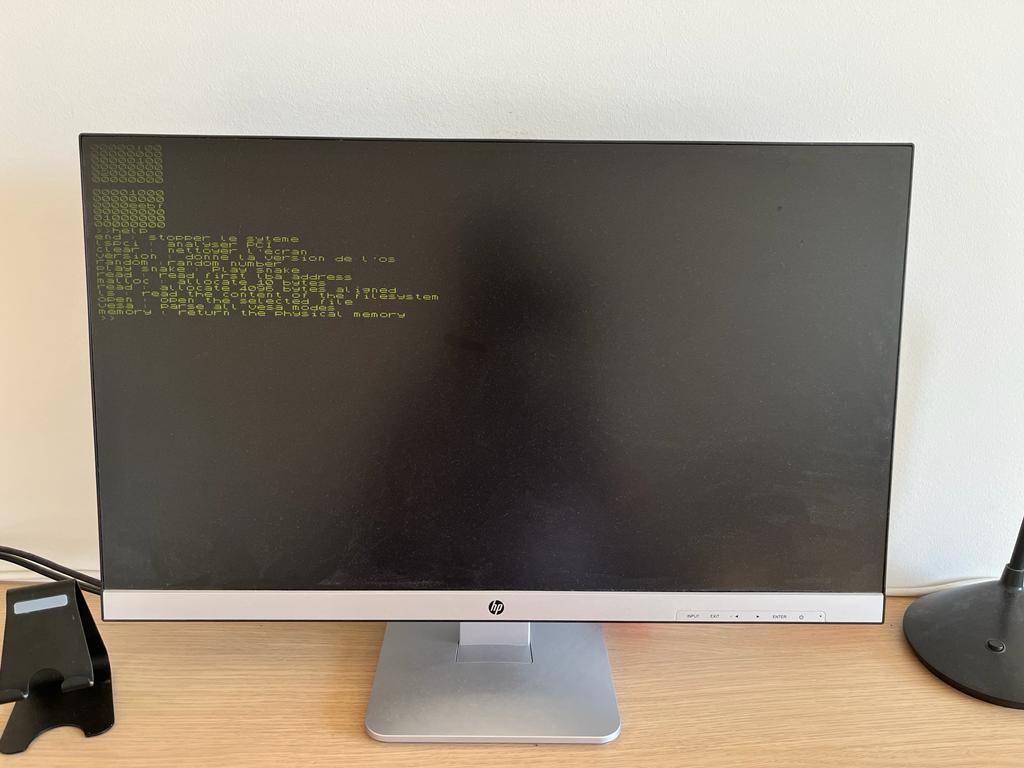 >>help
end : stopper le syteme
lspci : analyser PCI
clear : nettoyer l'ecran
version : donne la version de l'os
random :random number
play snake : Play snake
read : read first lba address
malloc : allocate 10 bytes
read : allocate 4096 bytes aligned
read the content of the filesystem
open : open the selected file
vesa : parse all vesa modes
memory : return the physical memory
>>
hp
INPUT EXIT - ◄ ► ENTER